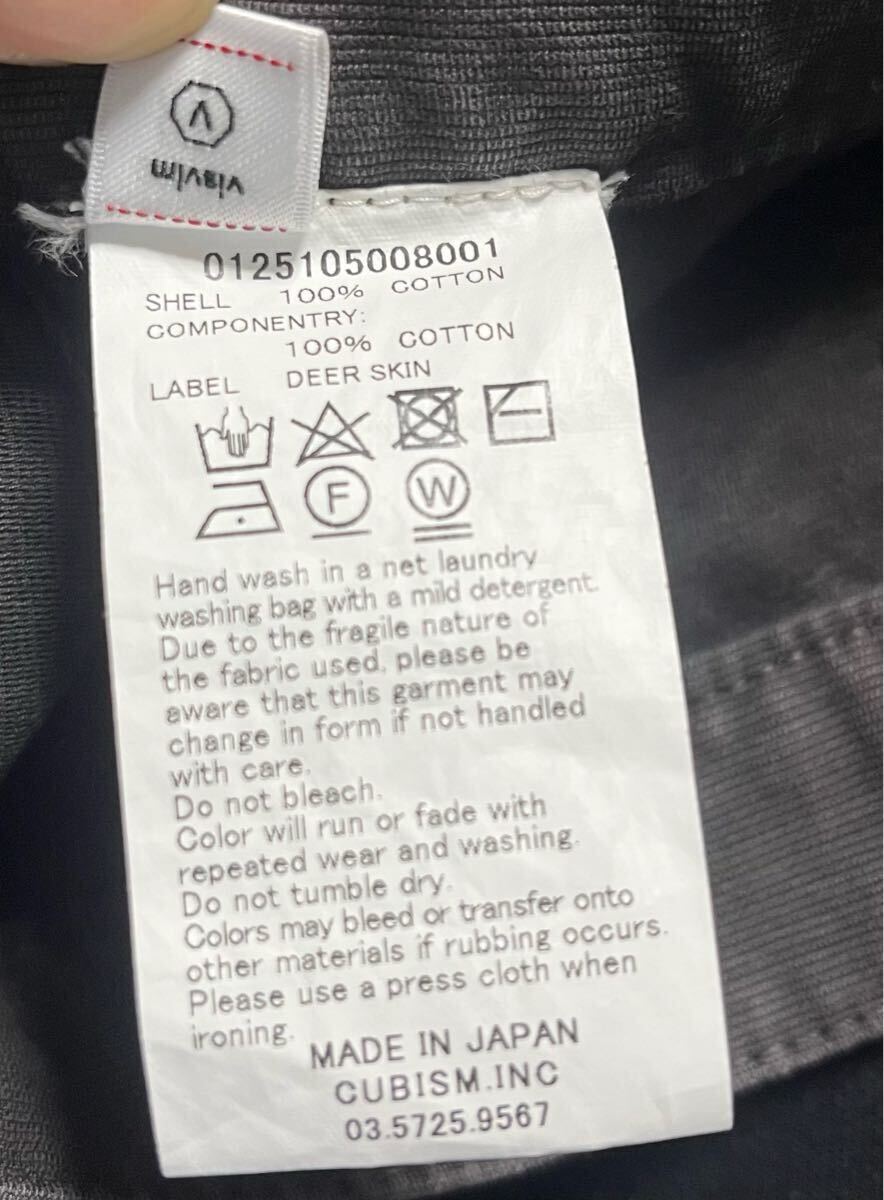 visvim
0125105008001
SHELL 100% COTTON
COMPONENTRY:
100% COTTON
LABEL DEER SKIN
F W
Hand wash in a net laundry
washing bag with a mild detergent.
Due to the fragile nature of
the fabric used, please be
aware that this garment may
change in form if not handled
with care.
Do not bleach.
Color will run or fade with
repeated wear and washing.
Do not tumble dry.
Colors may bleed or transfer onto
other materials if rubbing occurs.
Please use a press cloth when
ironing.
MADE IN JAPAN
CUBISM.INC
03.5725.9567